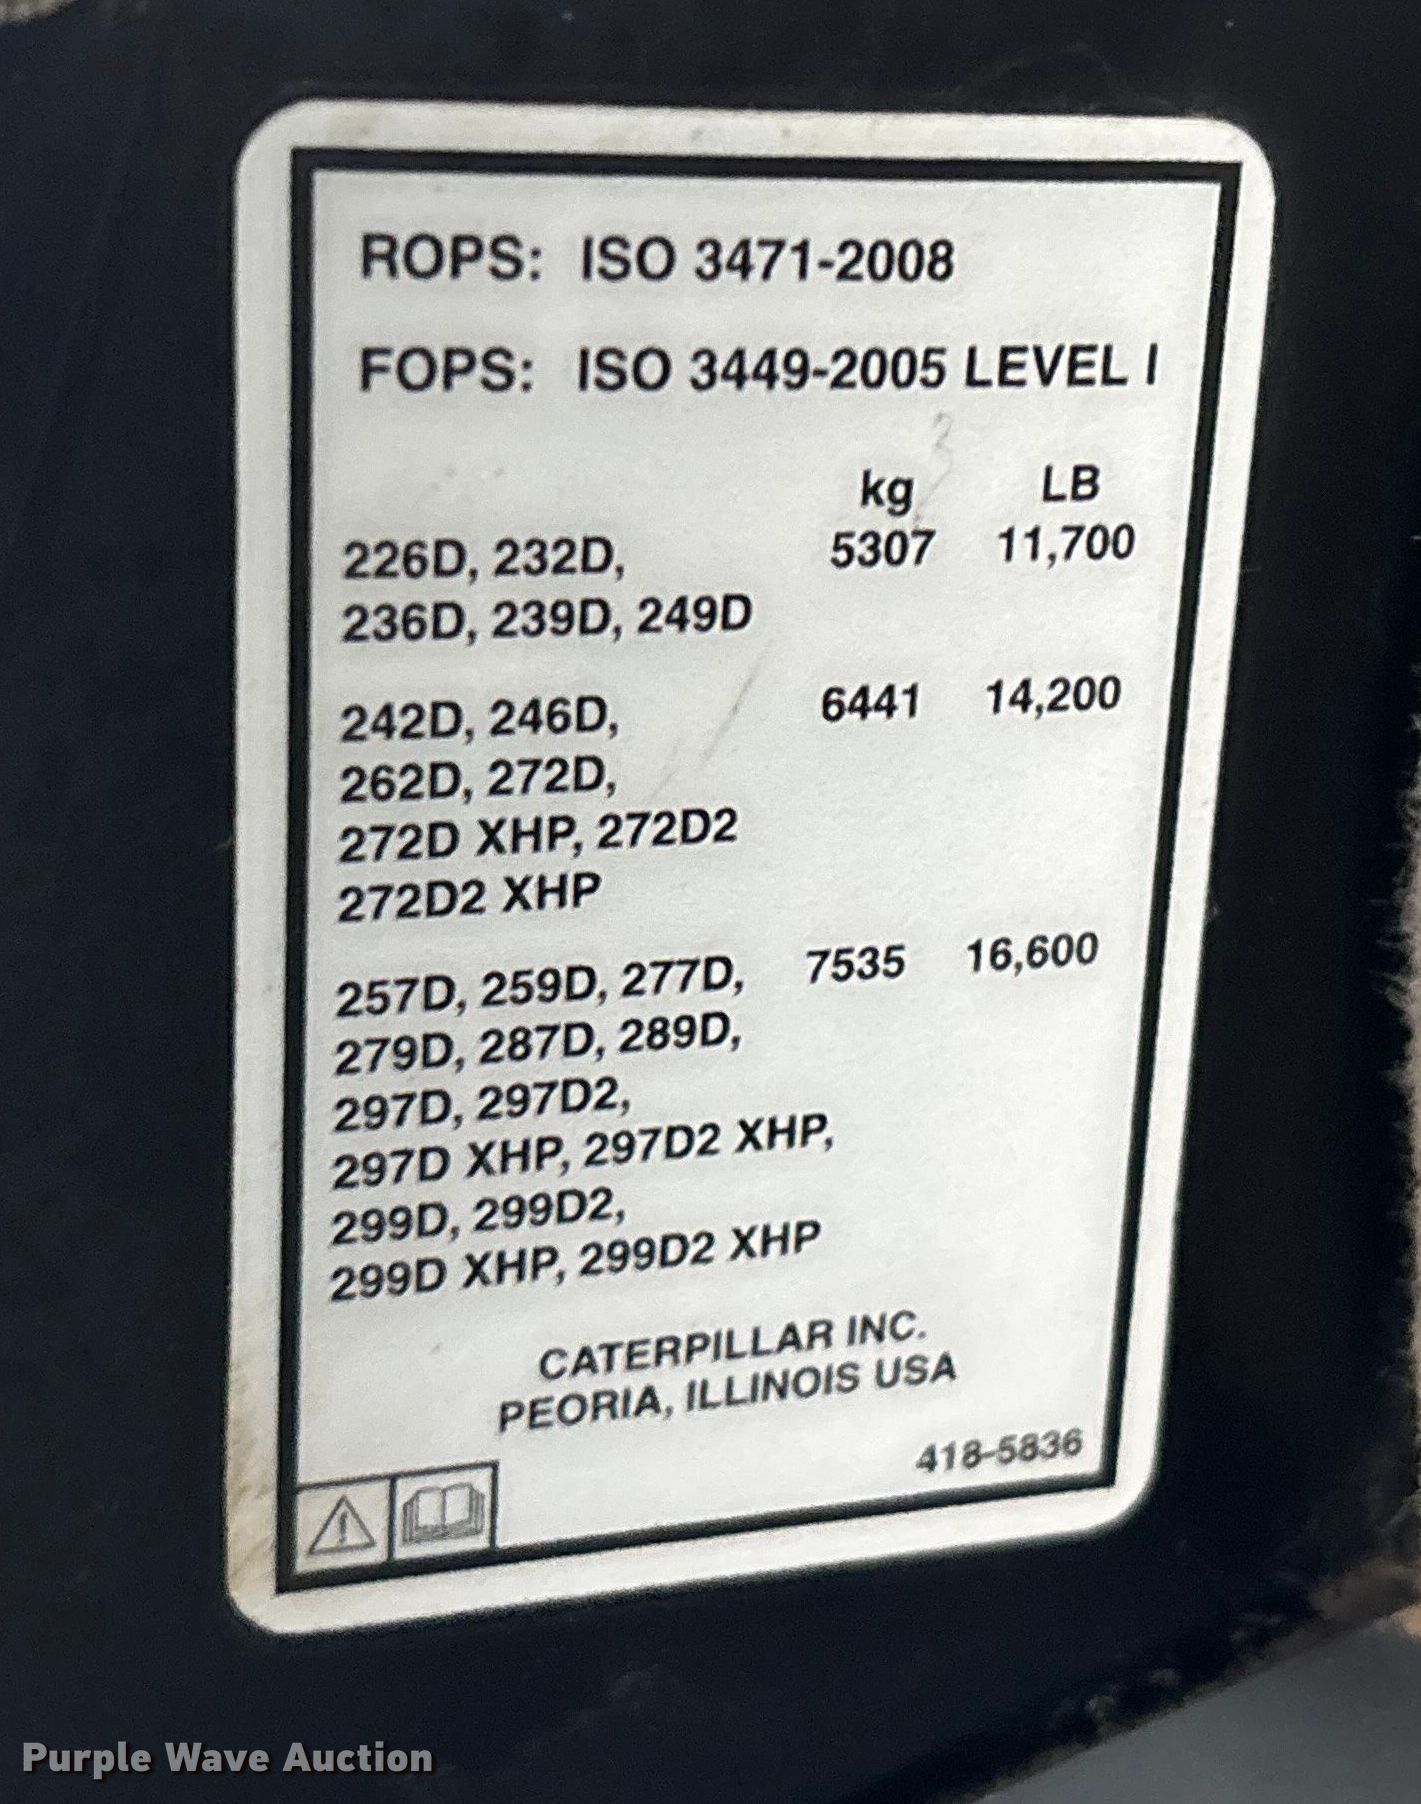 ROPS: ISO 3471-2008
FOPS: ISO 3449-2005 LEVEL I
kg LB
226D, 232D, 5307 11,700
236D, 239D, 249D
242D, 246D, 6441 14,200
262D, 272D,
272D XHP, 272D2
272D2 XHP
257D, 259D, 277D, 7535 16,600
279D, 287D, 289D,
297D, 297D2,
297D XHP, 297D2 XHP,
299D, 299D2,
299D XHP, 299D2 XHP
CATERPILLAR INC.
PEORIA, ILLINOIS USA
418-5836
Purple Wave Auction